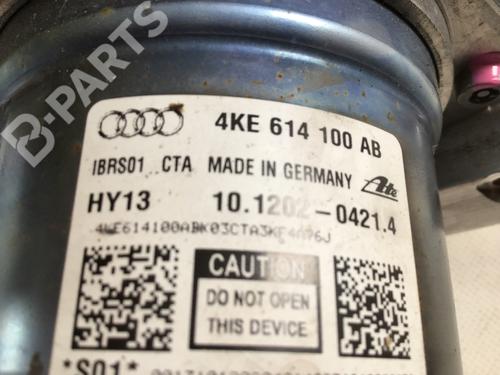 B-PARTS
4KE 614 100 AB
IBRS01 CTA MADE IN GERMANY
Ate
HY13 10.1202-0421.4
CAUTION
DO NOT OPEN
THIS DEVICE
*S01*